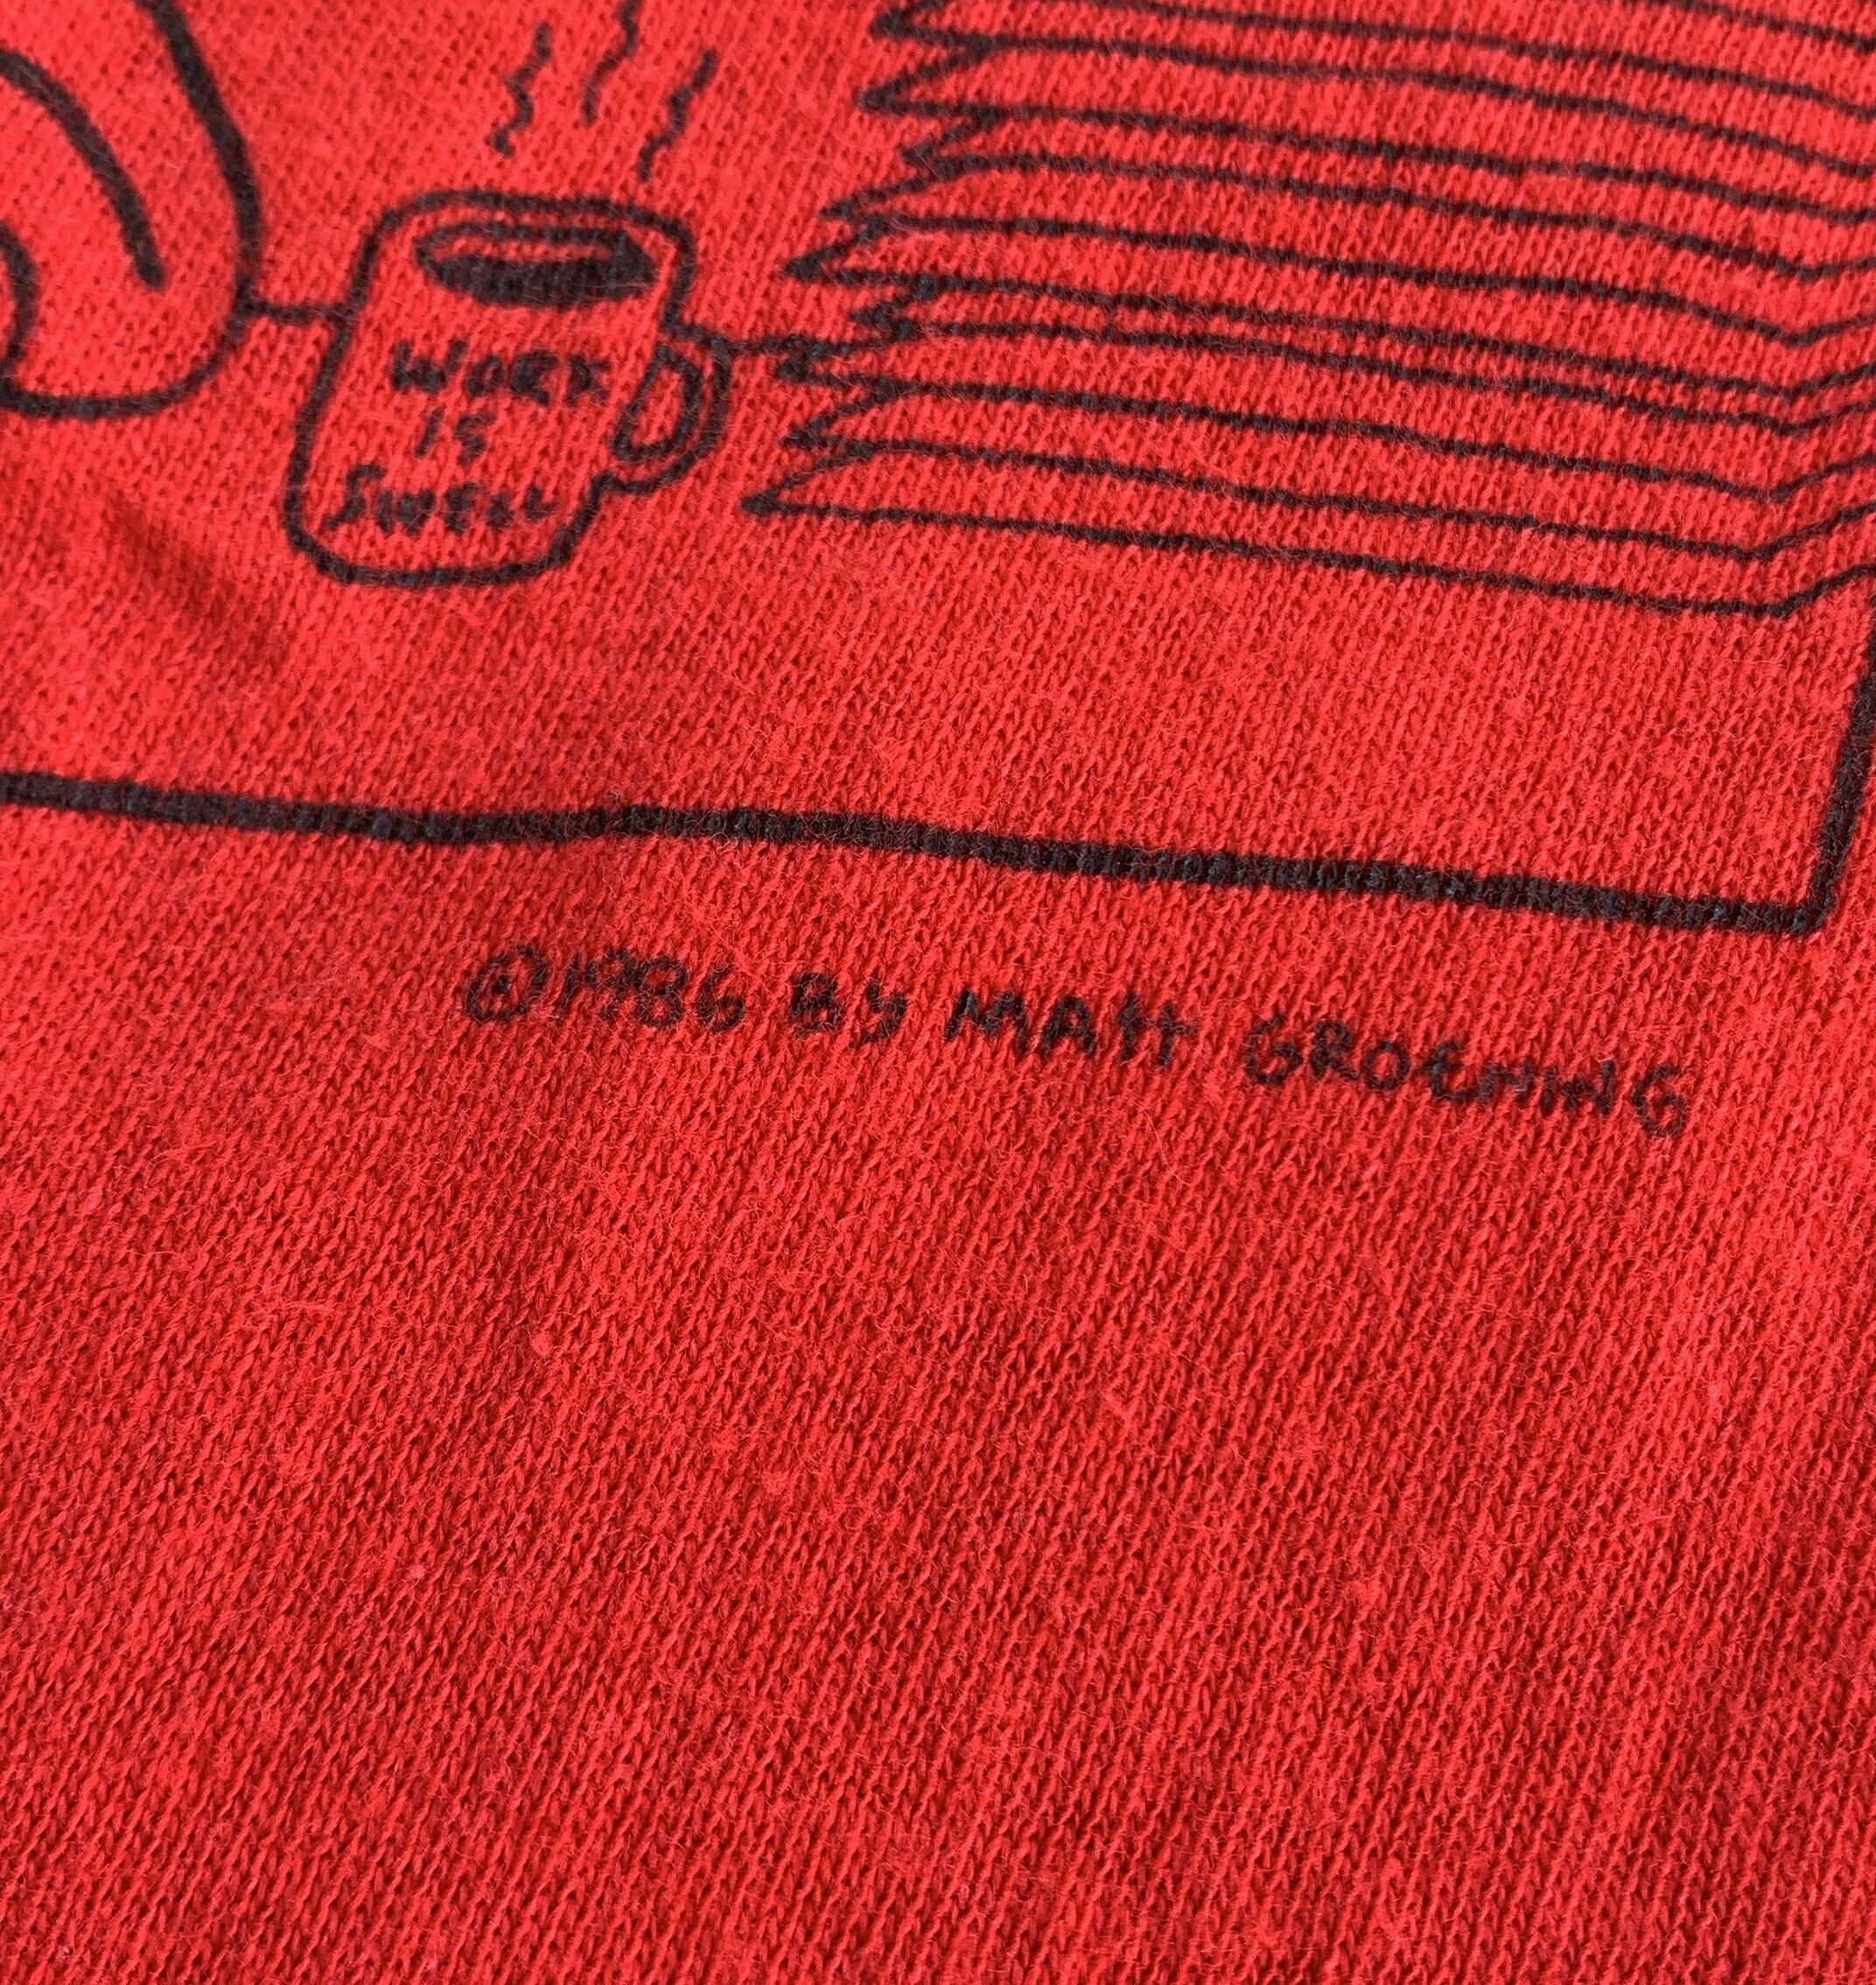 WORK
IS
SWELL
©1986 BY MATT GROENING